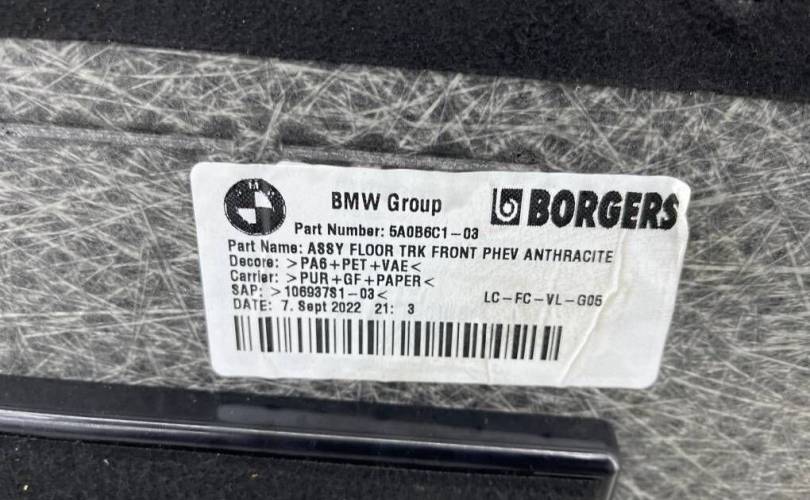 BMW Group
BORGERS
Part Number: 5A0B6C1-03
Part Name: ASSY FLOOR TRK FRONT PHEV ANTHRACITE
Decore: >PA6+PET+VAE<
Carrier: >PUR+GF+PAPER<
SAP: >10693781-03<
LC-FC-VL-G05
DATE: 7. Sept 2022 21: 3